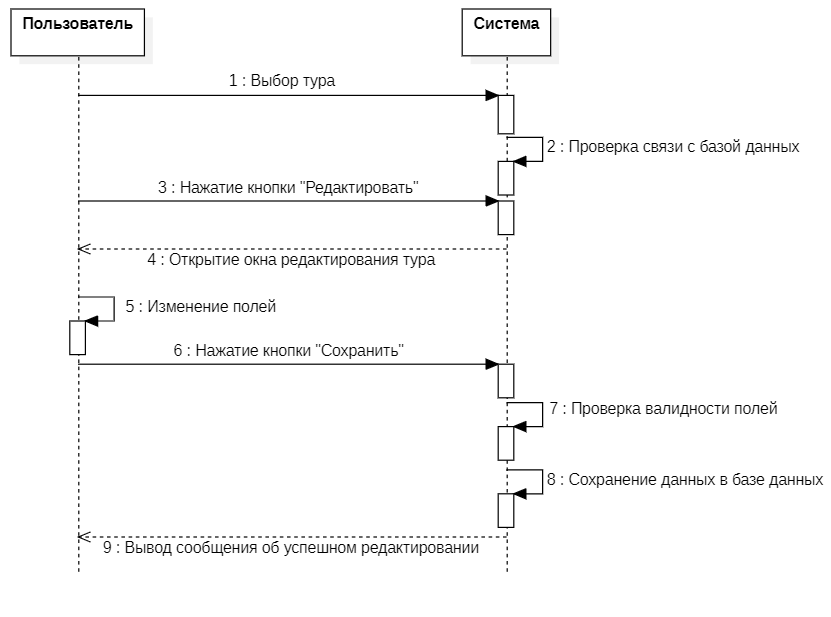 Пользователь
Система
1 : Выбор тура
2 : Проверка связи с базой данных
3 : Нажатие кнопки "Редактировать"
4 : Открытие окна редактирования тура
5 : Изменение полей
6 : Нажатие кнопки "Сохранить"
7 : Проверка валидности полей
8 : Сохранение данных в базе данных
9 : Вывод сообщения об успешном редактировании